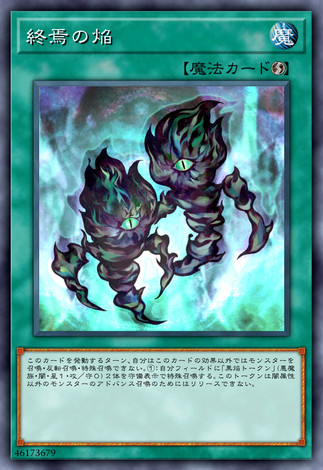 終焉の焔
魔
【魔法カード】
このカードを発動するターン、自分はこのカードの効果以外ではモンスターを
召喚・反転召喚・特殊召喚できない。①:自分フィールドに「黒焔トークン」(悪魔
族・闇・星1・攻/守0)2体を守備表示で特殊召喚する。このトークンは闇属性
以外のモンスターのアドバンス召喚のためにはリリースできない。
46173679